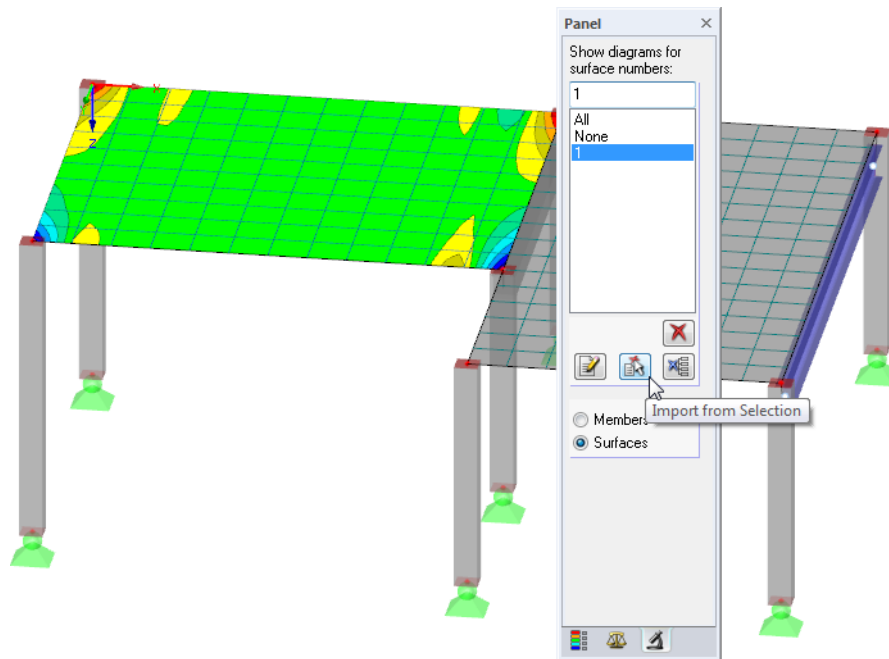 Panel
Show diagrams for
surface numbers:
1
All
None
1
Import from Selection
Members
Surfaces
Y
Z